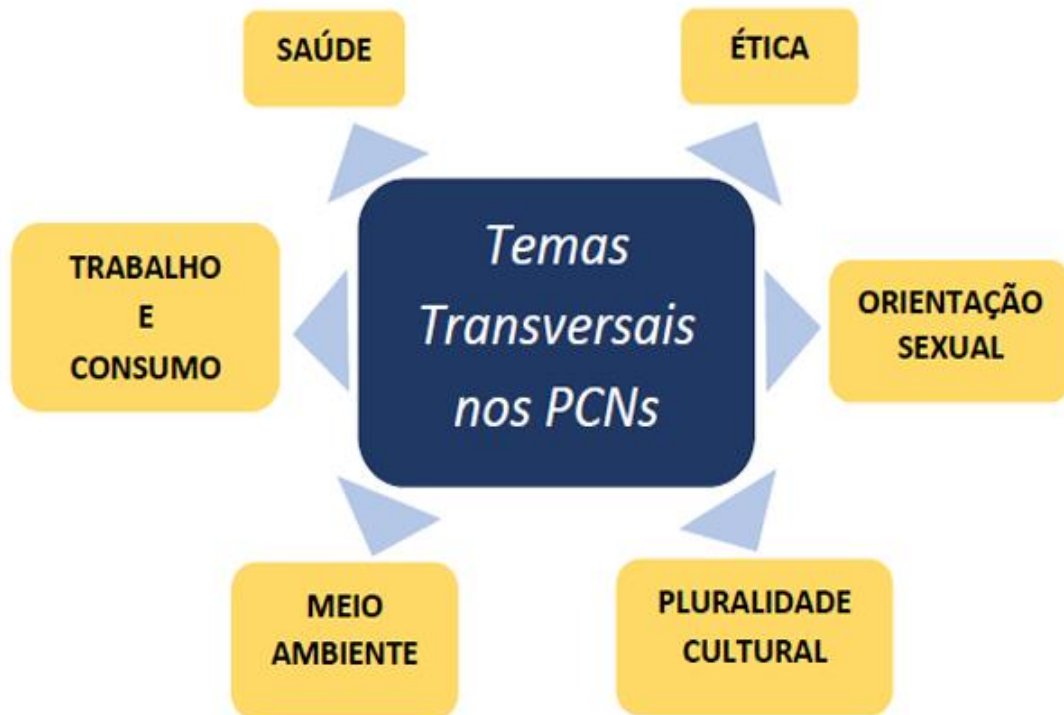 SAÚDE
ÉTICA
Temas
Transversais
nos PCNs
TRABALHO
E
CONSUMO
ORIENTAÇÃO
SEXUAL
MEIO
AMBIENTE
PLURALIDADE
CULTURAL